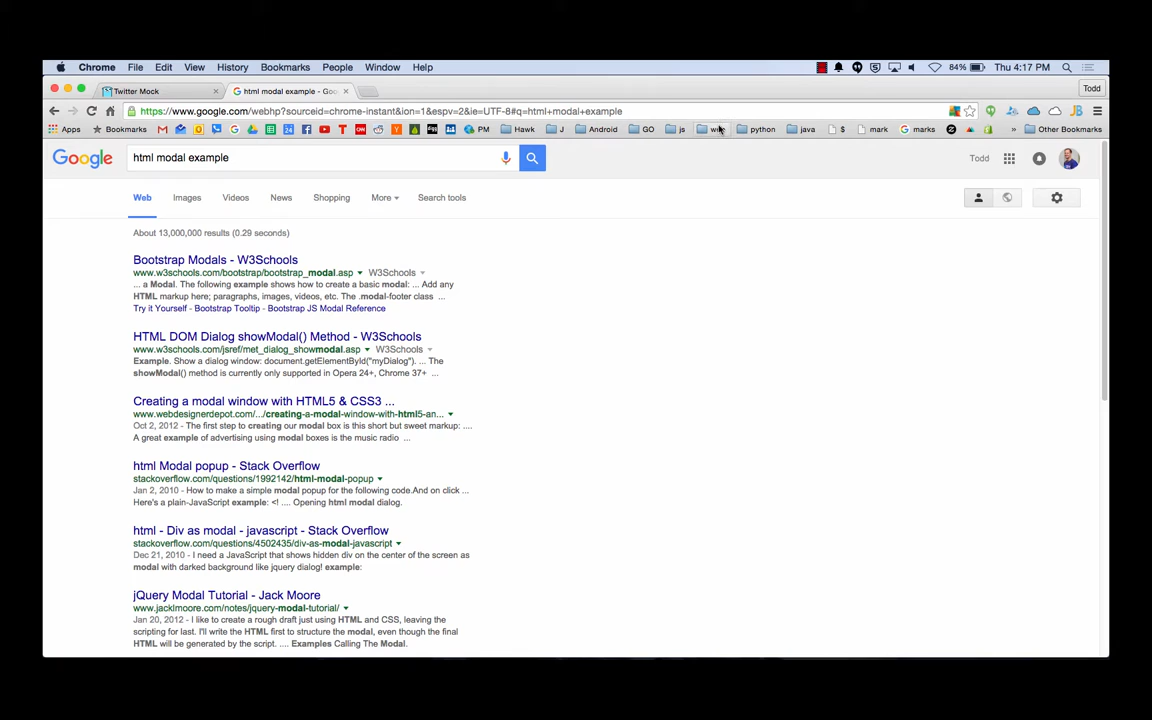 Chrome File Edit View History Bookmarks People Window Help 84% Thu 4:17 PM
Twitter Mock html modal example - Goo Todd
https://www.google.com/webhp?sourceid=chrome-instant&ion=1&espv=2&ie=UTF-8#q=html+modal+example
Apps Bookmarks PM Hawk J Android GO js python java $ mark marks » Other Bookmarks
Google html modal example Todd
Web Images Videos News Shopping More Search tools
About 13,000,000 results (0.29 seconds)
Bootstrap Modals - W3Schools
www.w3schools.com/bootstrap/bootstrap_modal.asp W3Schools
... a Modal. The following example shows how to create a basic modal: ... Add any
HTML markup here; paragraphs, images, videos, etc. The .modal-footer class ...
Try it Yourself - Bootstrap Tooltip - Bootstrap JS Modal Reference
HTML DOM Dialog showModal() Method - W3Schools
www.w3schools.com/jsref/met_dialog_showmodal.asp W3Schools
Example. Show a dialog window: document.getElementById("myDialog"). ... The
showModal() method is currently only supported in Opera 24+, Chrome 37+ ...
Creating a modal window with HTML5 & CSS3 ...
www.webdesignerdepot.com/.../creating-a-modal-window-with-html5-an...
Oct 2, 2012 - The first step to creating our modal box is this short but sweet markup: ....
A great example of advertising using modal boxes is the music radio ...
html Modal popup - Stack Overflow
stackoverflow.com/questions/1992142/html-modal-popup
Jan 2, 2010 - How to make a simple modal popup for the following code.And on click ...
Here's a plain-JavaScript example: <! .... Opening html modal dialog.
html - Div as modal - javascript - Stack Overflow
stackoverflow.com/questions/4502435/div-as-modal-javascript
Dec 21, 2010 - I need a JavaScript that shows hidden div on the center of the screen as
modal with darked background like jquery dialog! example:
jQuery Modal Tutorial - Jack Moore
www.jacklmoore.com/notes/jquery-modal-tutorial/
Jan 20, 2012 - I like to create a rough draft just using HTML and CSS, leaving the
scripting for last. I'll write the HTML first to structure the modal, even though the final
HTML will be generated by the script. .... Examples Calling The Modal.